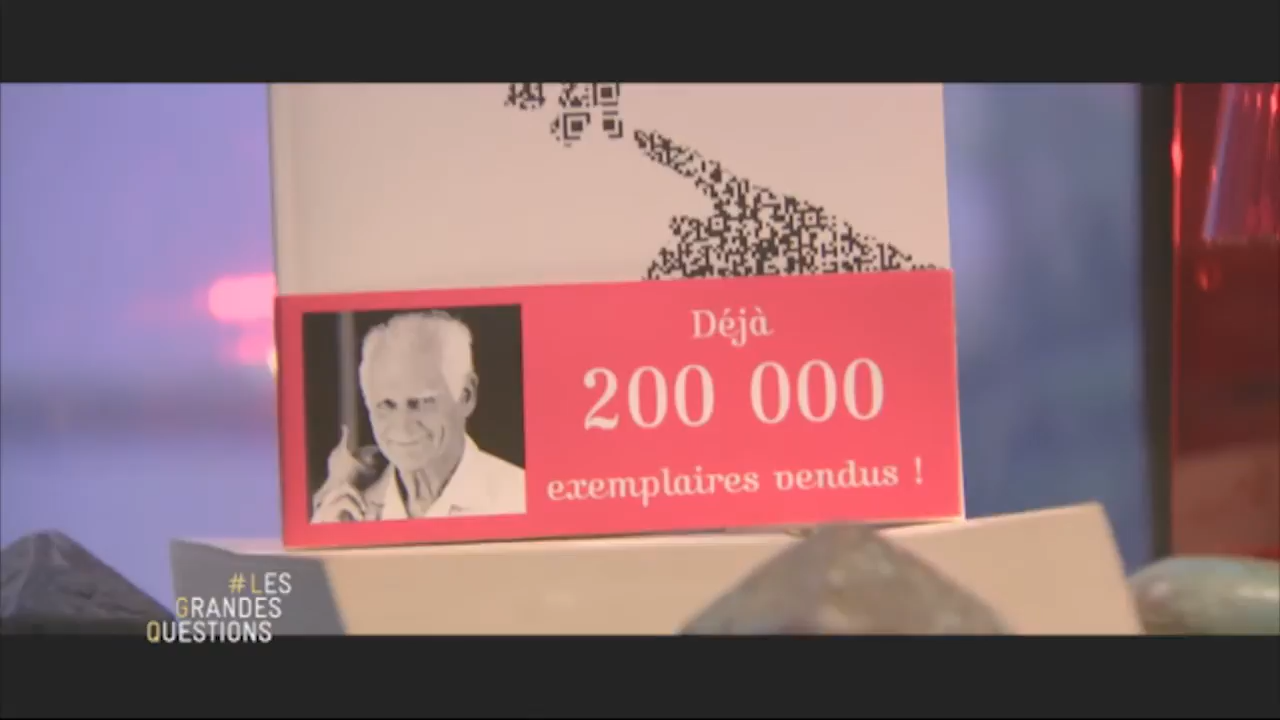 Déjà
200 000
exemplaires vendus !
#LES
GRANDES
QUESTIONS